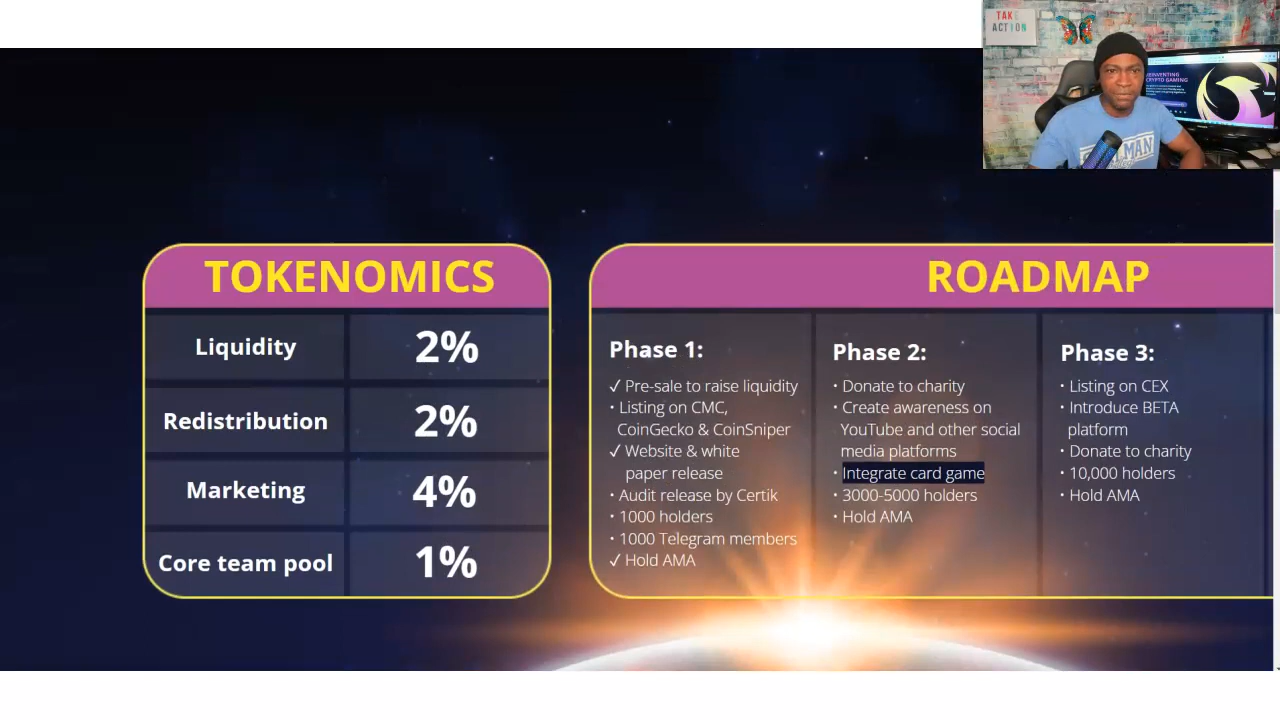 TAKE
ACTION
REINVENTING
CRYPTO GAMING
MAN
TOKENOMICS
Liquidity 2%
Redistribution 2%
Marketing 4%
Core team pool 1%
ROADMAP
Phase 1:
✓ Pre-sale to raise liquidity
• Listing on CMC,
CoinGecko & CoinSniper
✓ Website & white
paper release
• Audit release by Certik
• 1000 holders
• 1000 Telegram members
✓ Hold AMA
Phase 2:
• Donate to charity
• Create awareness on
YouTube and other social
media platforms
• Integrate card game
• 3000-5000 holders
• Hold AMA
Phase 3:
• Listing on CEX
• Introduce BETA
platform
• Donate to charity
• 10,000 holders
• Hold AMA